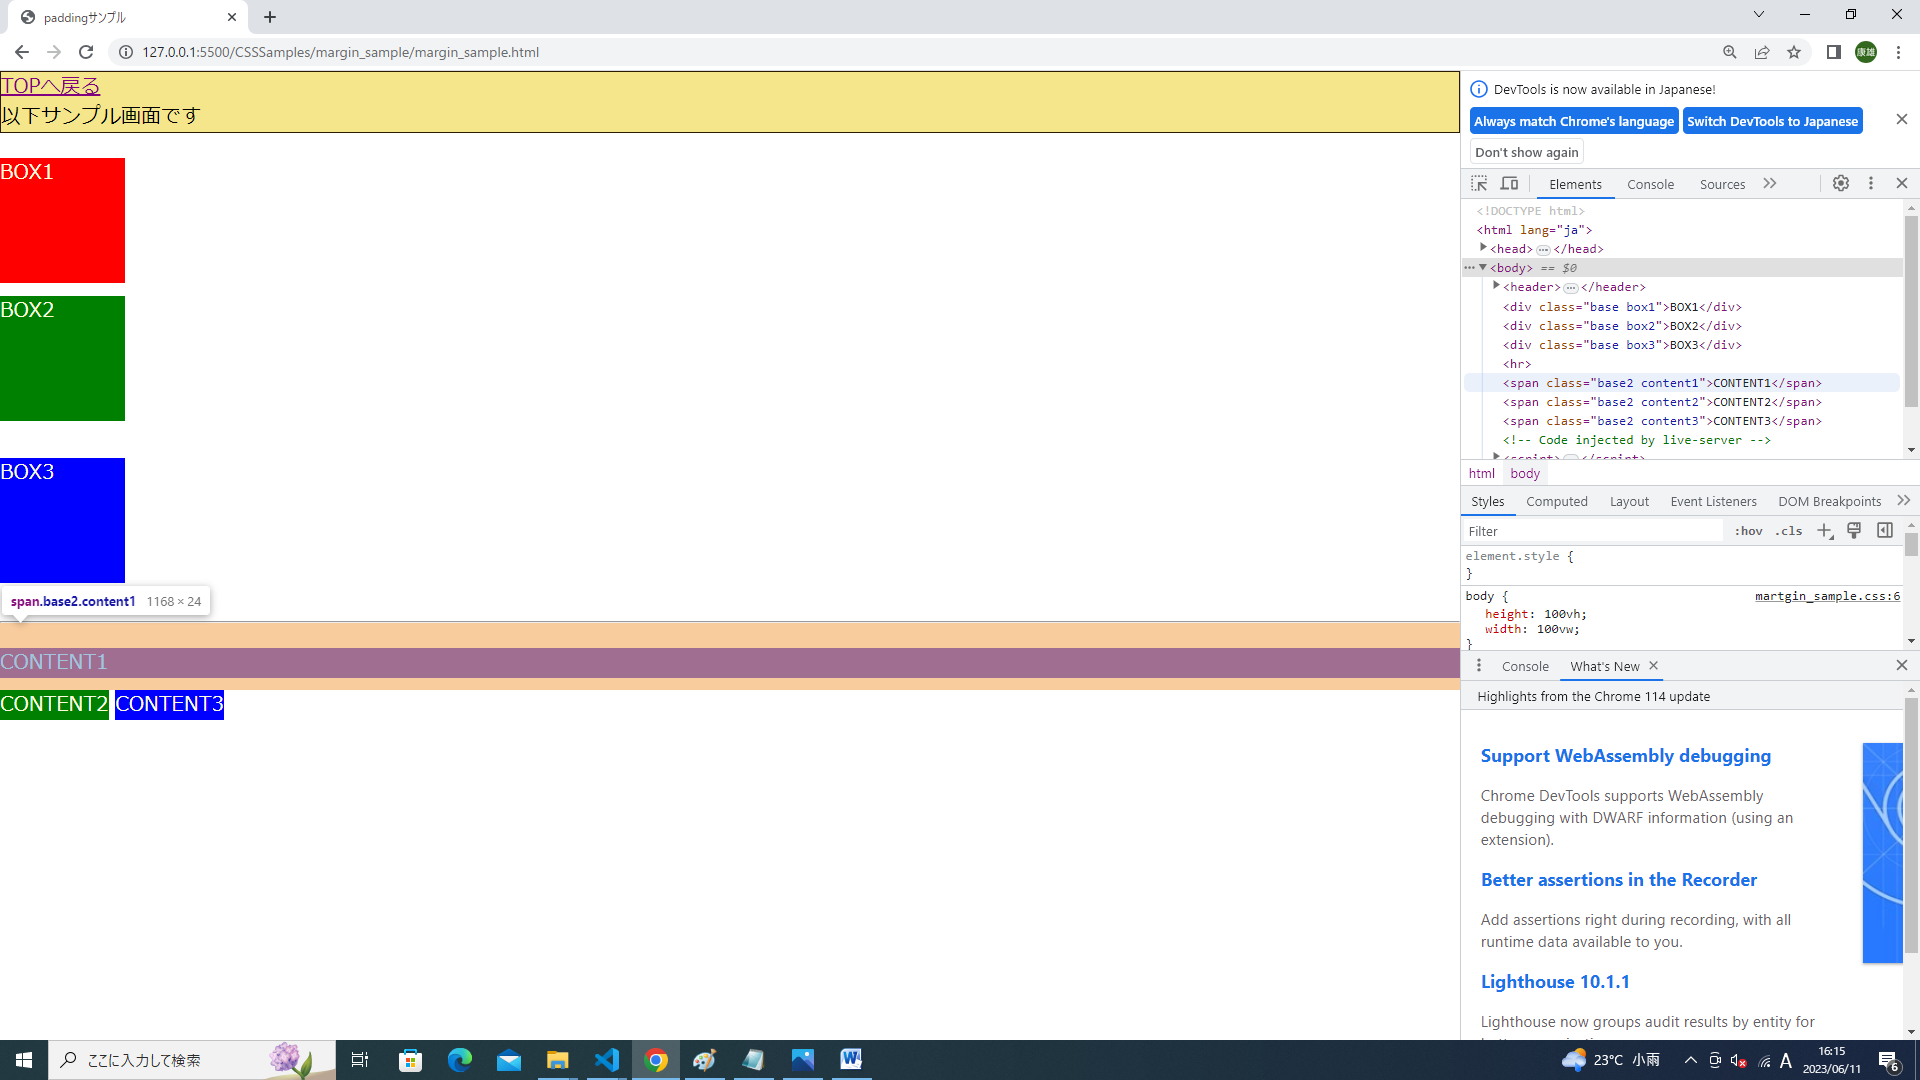 paddingサンプル
127.0.0.1:5500/CSSSamples/margin_sample/margin_sample.html
康雄
TOPへ戻る
以下サンプル画面です
BOX1
BOX2
BOX3
span.base2.content1 1168 × 24
CONTENT1
CONTENT2 CONTENT3
DevTools is now available in Japanese!
Always match Chrome's language Switch DevTools to Japanese
Don't show again
Elements Console Sources
<!DOCTYPE html>
<html lang="ja">
<head> … </head>
<body> == $0
<header> … </header>
<div class="base box1">BOX1</div>
<div class="base box2">BOX2</div>
<div class="base box3">BOX3</div>
<hr>
<span class="base2 content1">CONTENT1</span>
<span class="base2 content2">CONTENT2</span>
<span class="base2 content3">CONTENT3</span>
<!-- Code injected by live-server -->
<script> … </script>
html body
Styles Computed Layout Event Listeners DOM Breakpoints
Filter :hov .cls
element.style {
}
body { martgin_sample.css:6
height: 100vh;
width: 100vw;
}
Console What's New
Highlights from the Chrome 114 update
Support WebAssembly debugging
Chrome DevTools supports WebAssembly
debugging with DWARF information (using an
extension).
Better assertions in the Recorder
Add assertions right during recording, with all
runtime data available to you.
Lighthouse 10.1.1
Lighthouse now groups audit results by entity for
ここに入力して検索
23°C 小雨
A
16:15
2023/06/11
6